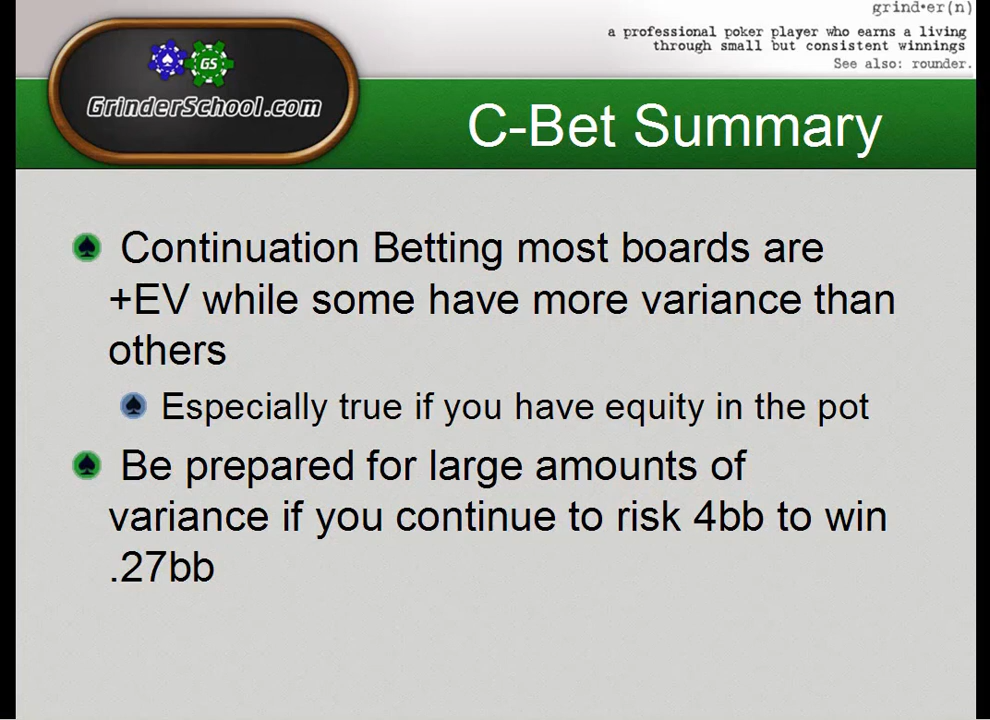 grind•er(n)
a professional poker player who earns a living
through small but consistent winnings
See also: rounder.
GS
GrinderSchool.com
C-Bet Summary
Continuation Betting most boards are
+EV while some have more variance than
others
Especially true if you have equity in the pot
Be prepared for large amounts of
variance if you continue to risk 4bb to win
.27bb